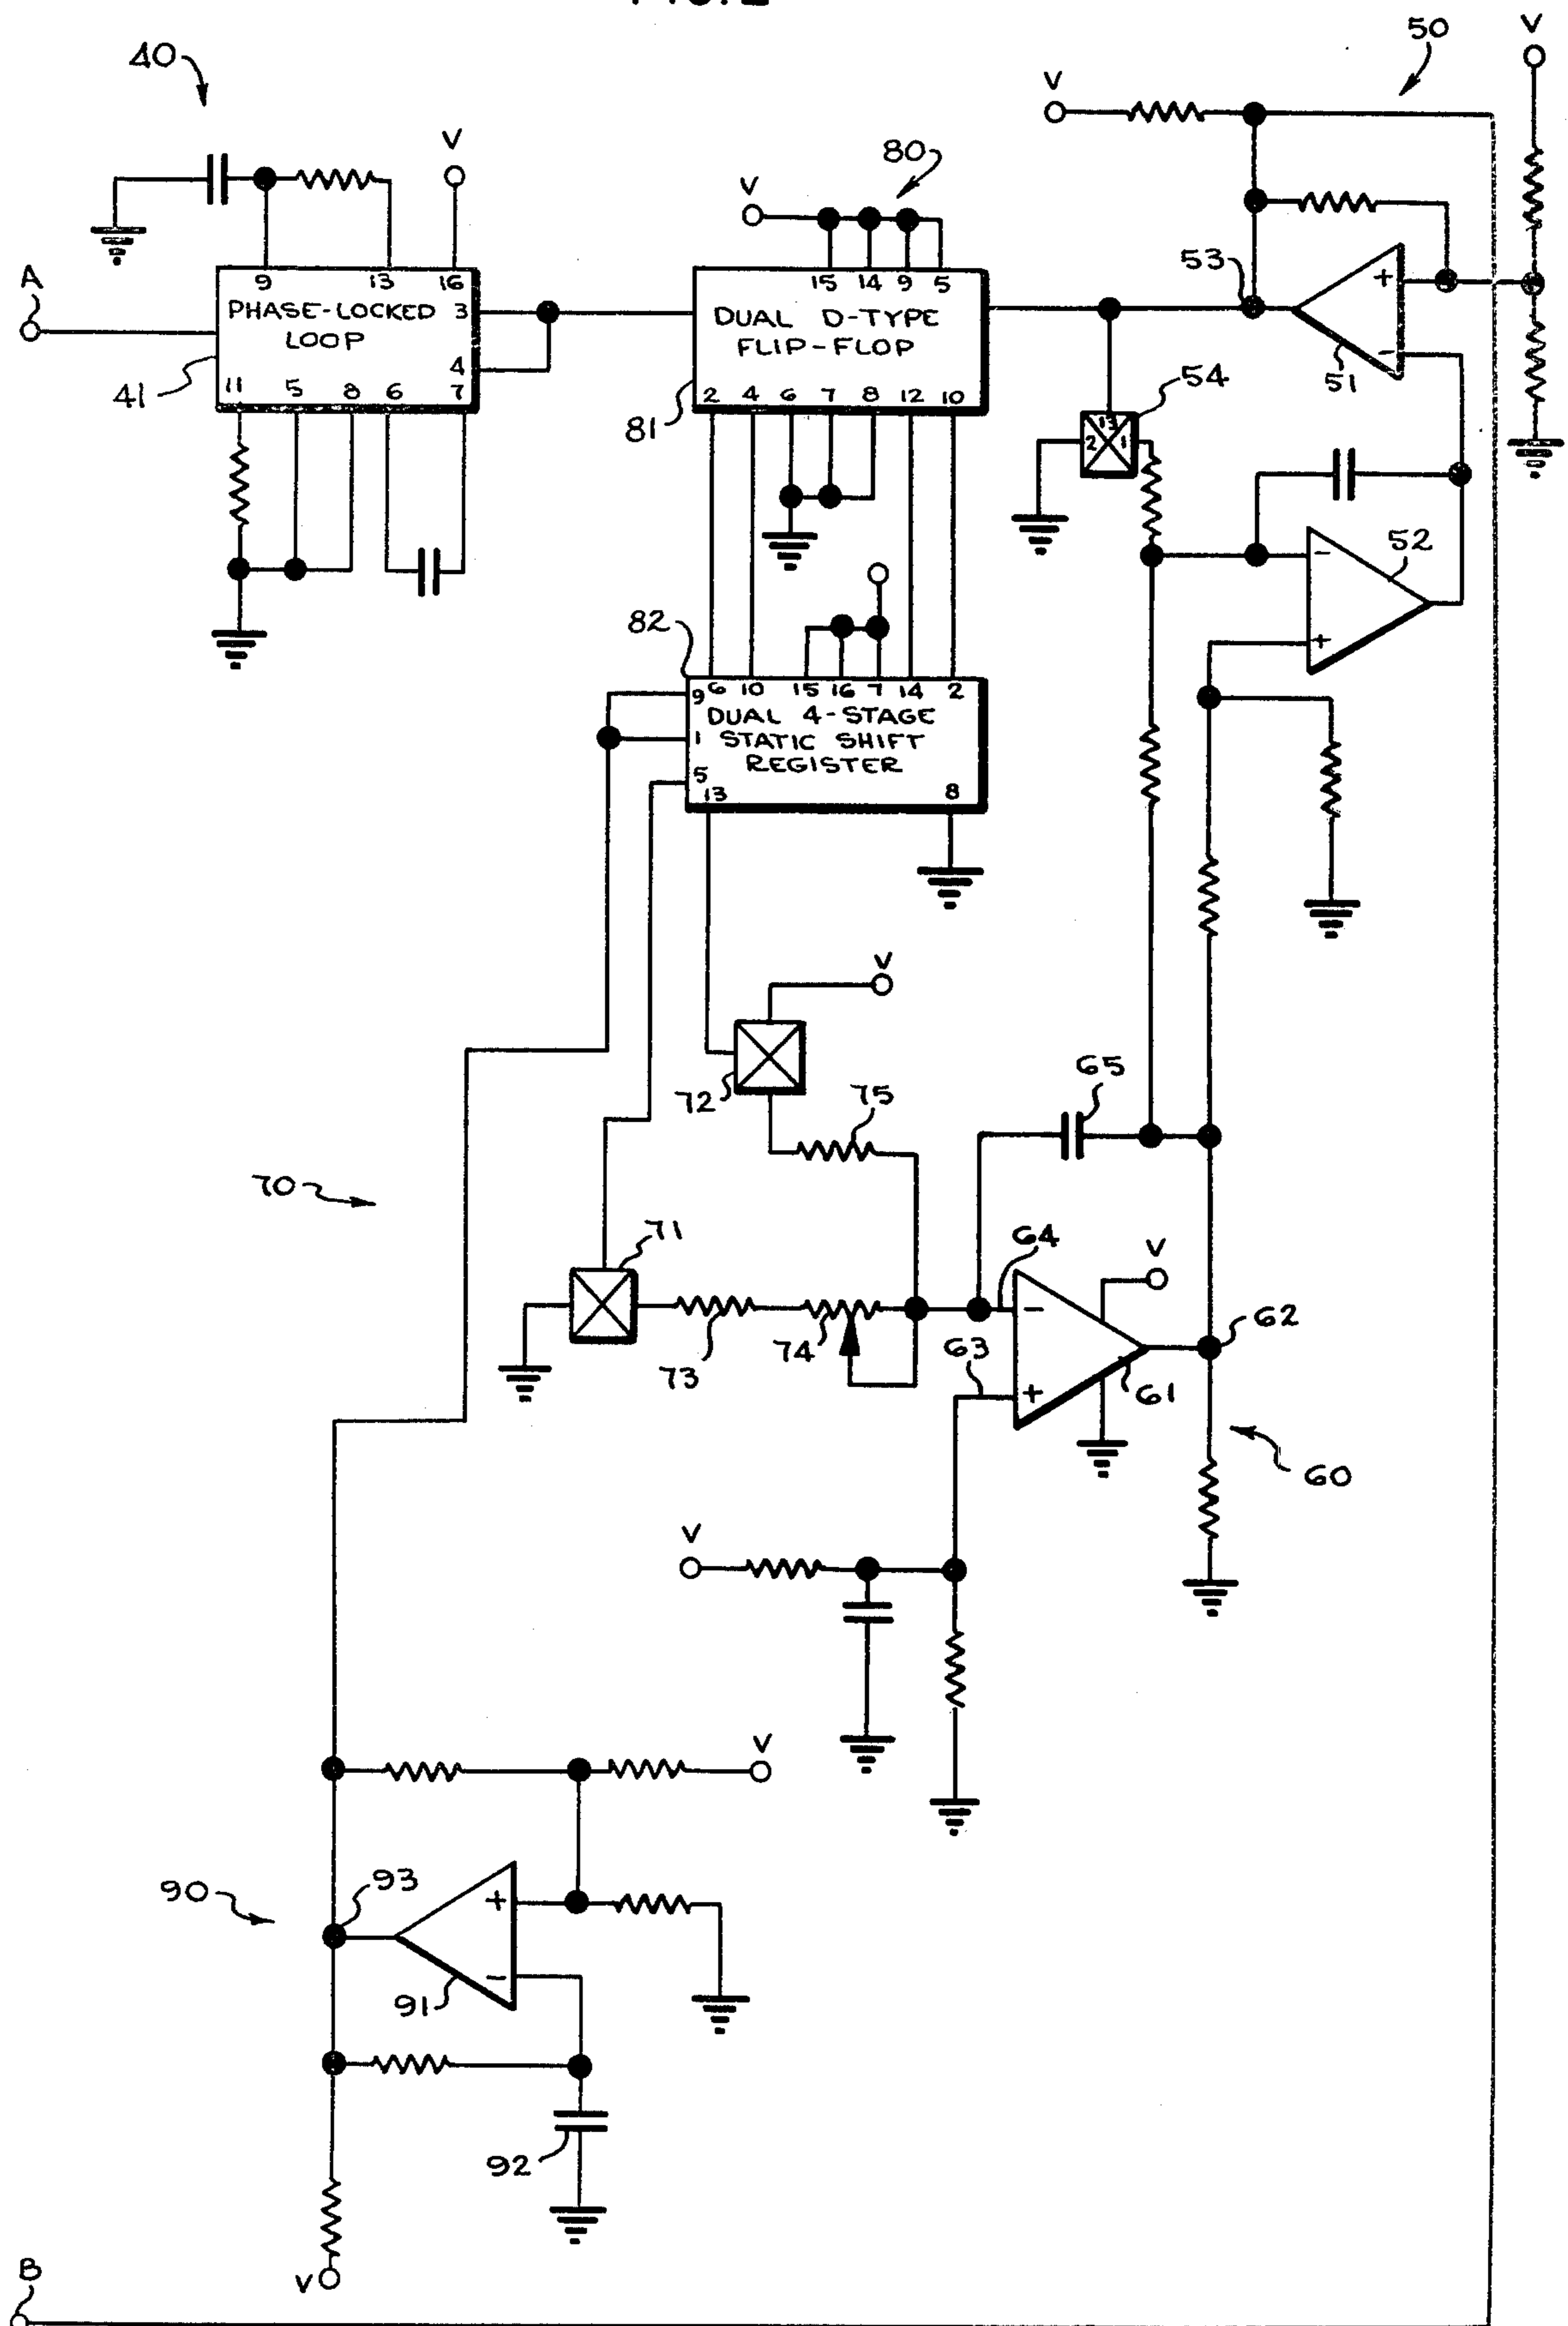 50
V
40
V
V
80
V
53
A
9 13 16
PHASE-LOCKED 3
LOOP
4
11 5 8 6 7
41
15 14 9 5
DUAL D-TYPE
FLIP-FLOP
2 4 6 7 8 12 10
81
+
-
51
54
13
2 1
52
-
+
82
9 6 10 15 16 7 14 2
DUAL 4-STAGE
1 STATIC SHIFT
REGISTER
5
13 8
V
72
75
65
70
71
64
V
-
62
74
63
73
+
61
60
V
V
93
90
+
-
91
92
B
V